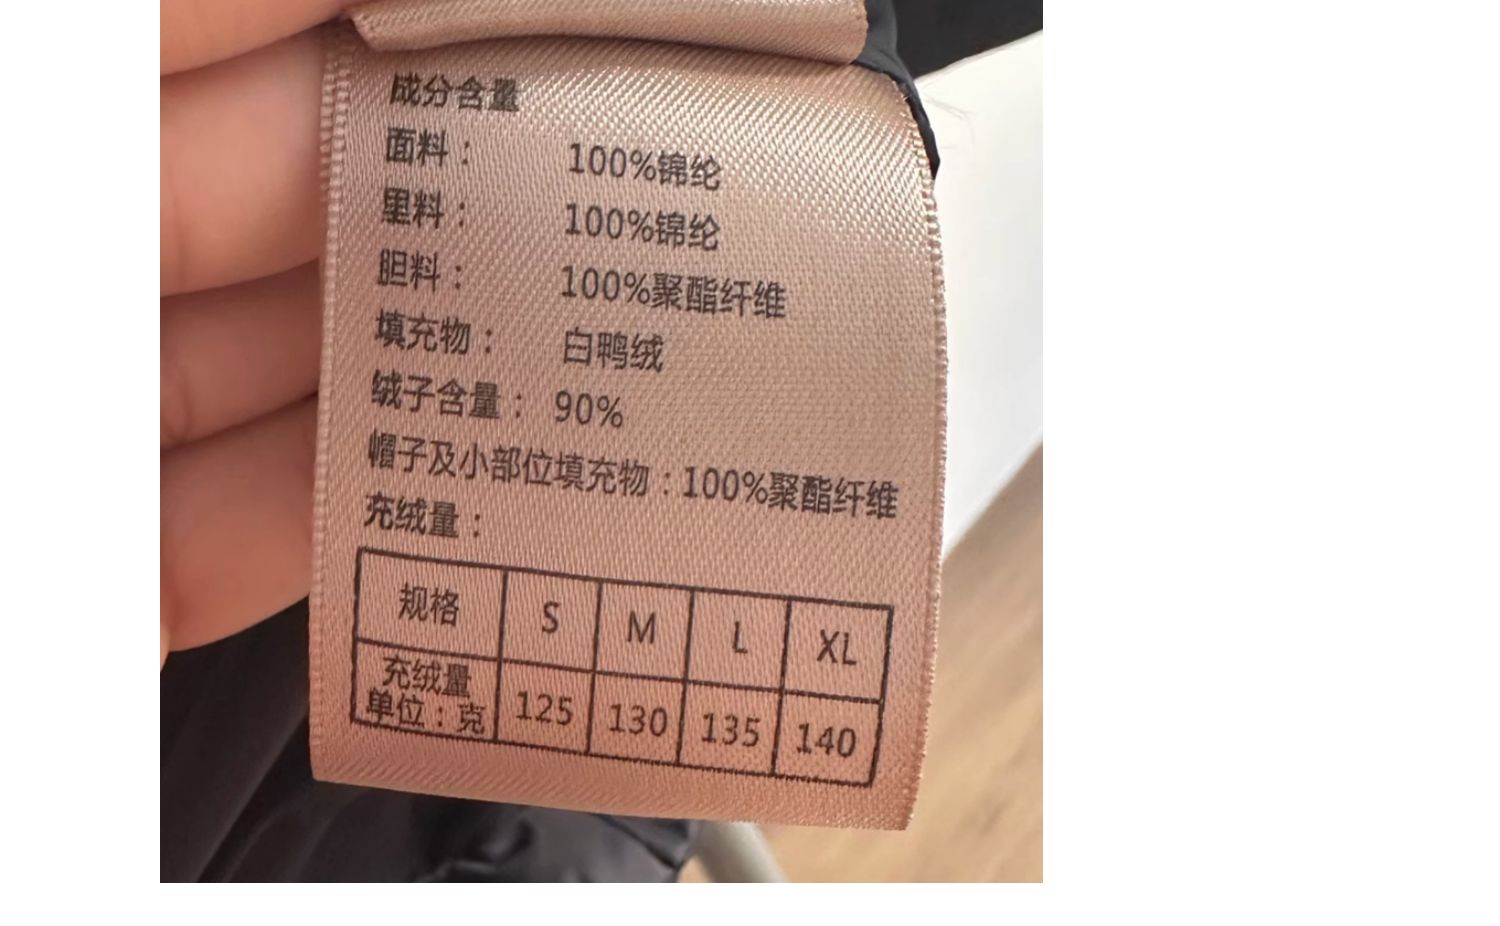 成分含量
面料： 100%锦纶
里料： 100%锦纶
胆料： 100%聚酯纤维
填充物： 白鸭绒
绒子含量： 90%
帽子及小部位填充物：100%聚酯纤维
充绒量：
规格 S M L XL
充绒量
单位：克 125 130 135 140